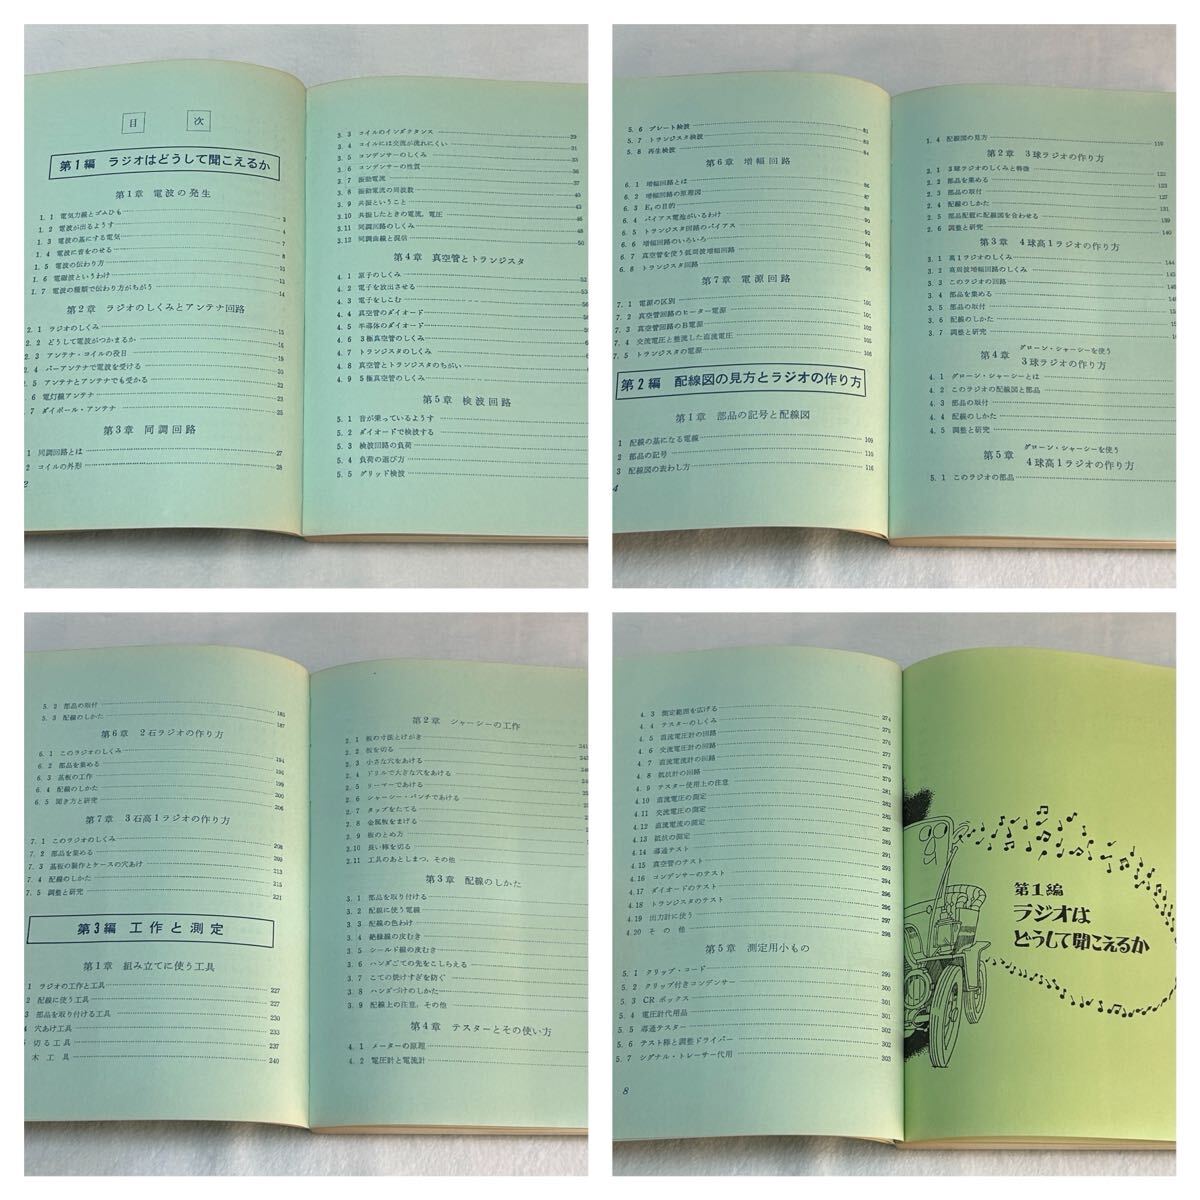 目次
第1編 ラジオはどうして聞こえるか
第1章 電波の発生
1. 1 電気力線とゴムひも 3
1. 2 電波が出るようす 4
1. 3 電波の基にする電気 7
1. 4 電波に音をのせる
1. 5 電波の伝わり方
1. 6 電磁波というわけ 13
1. 7 電波の種類で伝わり方がちがう 14
第2章 ラジオのしくみとアンテナ回路
2. 1 ラジオのしくみ 15
2. 2 どうして電波がつかまるか 16
3 アンテナ・コイルの役目
4 バーアンテナで電波を受ける
5 アンテナとアンテナでも受かる
6 電灯線アンテナ
7 ダイポール・アンテナ
第3章 同調回路
1 同調回路とは 27
2 コイルの外形 28
2
3. 3 コイルのインダクタンス 29
3. 4 コイルには交流が流れにくい 31
3. 5 コンデンサーのしくみ 33
3. 6 コンデンサーの性質 36
3. 7 振動電流 37
3. 8 振動電流の周波数 40
3. 9 共振ということ 43
3.10 共振したときの電流,電圧 45
3.11 同調回路のしくみ 48
3.12 同調曲線と混信 50
第4章 真空管とトランジスタ
4. 1 原子のしくみ 52
4. 2 電子を放出させる 53
4. 3 電子をしこむ
4. 4 真空管のダイオード
4. 5 半導体のダイオード
4. 6 3極真空管のしくみ
4. 7 トランジスタのしくみ
4. 8 真空管とトランジスタのちがい
4. 9 5極真空管のしくみ
第5章 検波回路
5. 1 音が乗っているようす
5. 2 ダイオードで検波する
5. 3 検波回路の負荷
5. 4 負荷の選び方
5. 5 グリッド検波
5. 6 プレート検波 81
5. 7 トランジスタ検波 83
5. 8 再生検波
第6章 増幅回路
6. 1 増幅回路とは
6. 2 増幅回路の原理図
6. 3 の目的
6. 4 バイアス電池がいるわけ
6. 5 トランジスタ回路のバイアス
6. 6 増幅回路のいろいろ 94
6. 7 真空管を使う低周波増幅回路 95
6. 8 トランジスタ回路
第7章 電源回路
7. 1 電源の区別 101
7. 2 真空管回路のヒーター電源
7. 3 真空管回路のB電源 102
7. 4 交流電圧と整流した直流電圧 105
7. 5 トランジスタの電源 106
第2編 配線図の見方とラジオの作り方
第1章 部品の記号と配線図
1 配線の基になる電線 109
2 部品の記号
3 配線図の表わし方 116
4
1. 4 配線図の見方 119
第2章 3球ラジオの作り方
2. 1 3球ラジオのしくみと特徴 122
2. 2 部品を集める 123
2. 3 部品の取付
2. 4 配線のしかた 131
2. 5 部品配置に配線図を合わせる 139
2. 6 調整と研究 140
第3章 4球高1ラジオの作り方
3. 1 高1ラジオのしくみ 144
3. 2 高周波増幅回路のしくみ 145
3. 3 このラジオの回路
3. 4 部品を集める
3. 5 部品の取付
3. 6 配線のしかた
3. 7 調整と研究
第4章 グローン・シャーシーを使う
3球ラジオの作り方
4. 1 グローン・シャーシーとは
4. 2 このラジオの配線図と部品
4. 3 部品の取付
4. 4 配線のしかた
4. 5 調整と研究
第5章 グローン・シャーシーを使う
4球高1ラジオの作り方
5. 1 このラジオの部品
5. 2 部品の取付 185
5. 3 配線のしかた 187
第6章 2石ラジオの作り方
6. 1 このラジオのしくみ 194
6. 2 部品を集める 196
6. 3 基板の工作 199
6. 4 配線のしかた 200
6. 5 聞き方と研究 206
第7章 3石高1ラジオの作り方
7. 1 このラジオのしくみ 208
7. 2 部品を集める 209
7. 3 基板の製作とケースの穴あけ 213
7. 4 配線のしかた 215
7. 5 調整と研究 221
第3編 工作と測定
第1章 組み立てに使う工具
1 ラジオの工作と工具 227
2 配線に使う工具 227
3 部品を取り付ける工具 230
4 穴あけ工具 233
5 切る工具 237
木工具 240
第2章 シャーシーの工作
2. 1 板の寸法とけがき 241
2. 2 板を切る
2. 3 小さな穴をあける
2. 4 ドリルで大きな穴をあける
2. 5 リーマーであける
2. 6 シャーシー・パンチであける
2. 7 タップをたてる
2. 8 金属板をまげる
2. 9 板のとめ方
2.10 長い棒を切る
2.11 工具のあとしまつ,その他
第3章 配線のしかた
3. 1 部品を取り付ける
3. 2 配線に使う電線
3. 3 配線の色わけ
3. 4 絶縁線の皮むき
3. 5 シールド線の皮むき
3. 6 ハンダごての先をこしらえる
3. 7 こての焼けすぎを防ぐ
3. 8 ハンダづけのしかた
3. 9 配線上の注意,その他
第4章 テスターとその使い方
4. 1 メーターの原理
4. 2 電圧計と電流計
4. 3 測定範囲を広げる 274
4. 4 テスターのしくみ
4. 5 直流電圧計の回路 275
4. 6 交流電圧計の回路 276
4. 7 直流電流計の回路
4. 8 抵抗計の回路
4. 9 テスター使用上の注意
4.10 直流電圧の測定
4.11 交流電圧の測定
4.12 直流電流の測定
4.13 抵抗の測定
4.14 導通テスト
4.15 真空管のテスト
4.16 コンデンサーのテスト
4.17 ダイオードのテスト
4.18 トランジスタのテスト
4.19 出力計に使う
4.20 その他 298
第5章 測定用小もの
5. 1 クリップ・コード 299
5. 2 クリップ付きコンデンサー
5. 3 CRボックス
5. 4 電圧計代用品
5. 5 導通テスター
5. 6 テスト棒と調整ドライバー 302
5. 7 シグナル・トレーサー代用 303
8
第1編
ラジオは
どうして聞こえるか